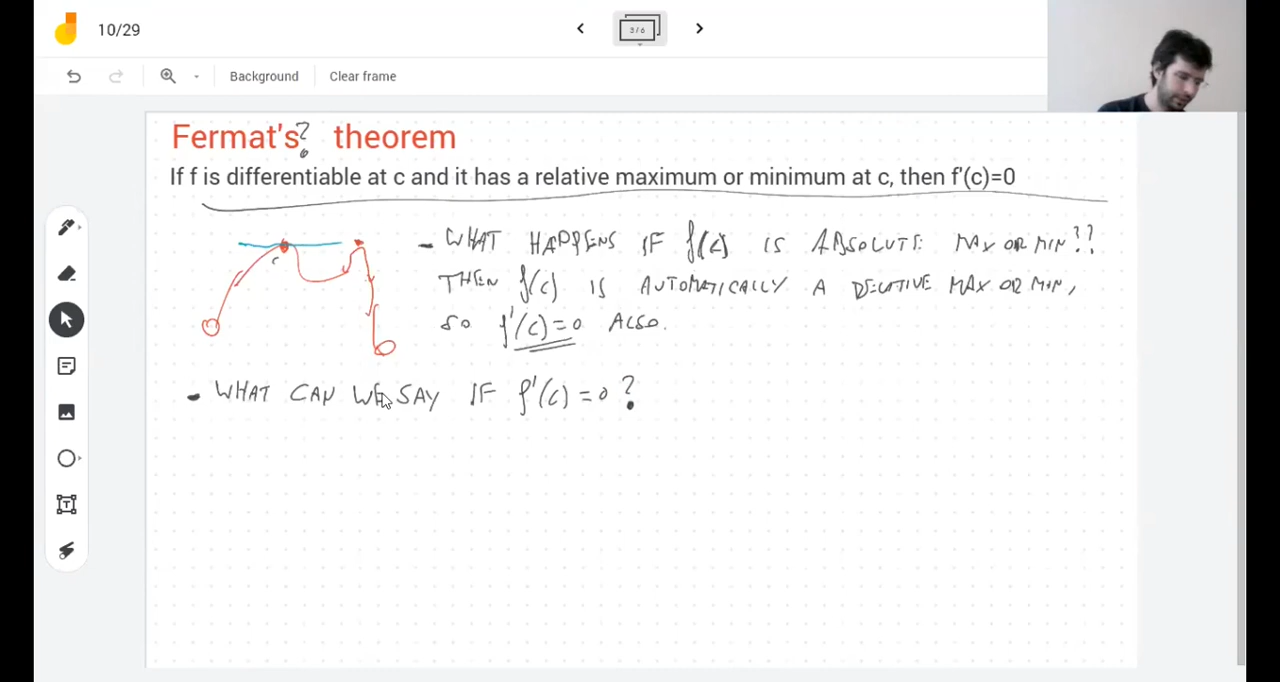 10/29
3/6
Background
Clear frame
Fermat's? theorem
If f is differentiable at c and it has a relative maximum or minimum at c, then f'(c)=0
c
- WHAT HAPPENS IF f(c) IS ABSOLUTE MAX OR MIN??
THEN f(c) IS AUTOMATICALLY A RELATIVE MAX OR MIN,
SO f'(c)=0 ALSO.
- WHAT CAN WE SAY IF f'(c)=0?